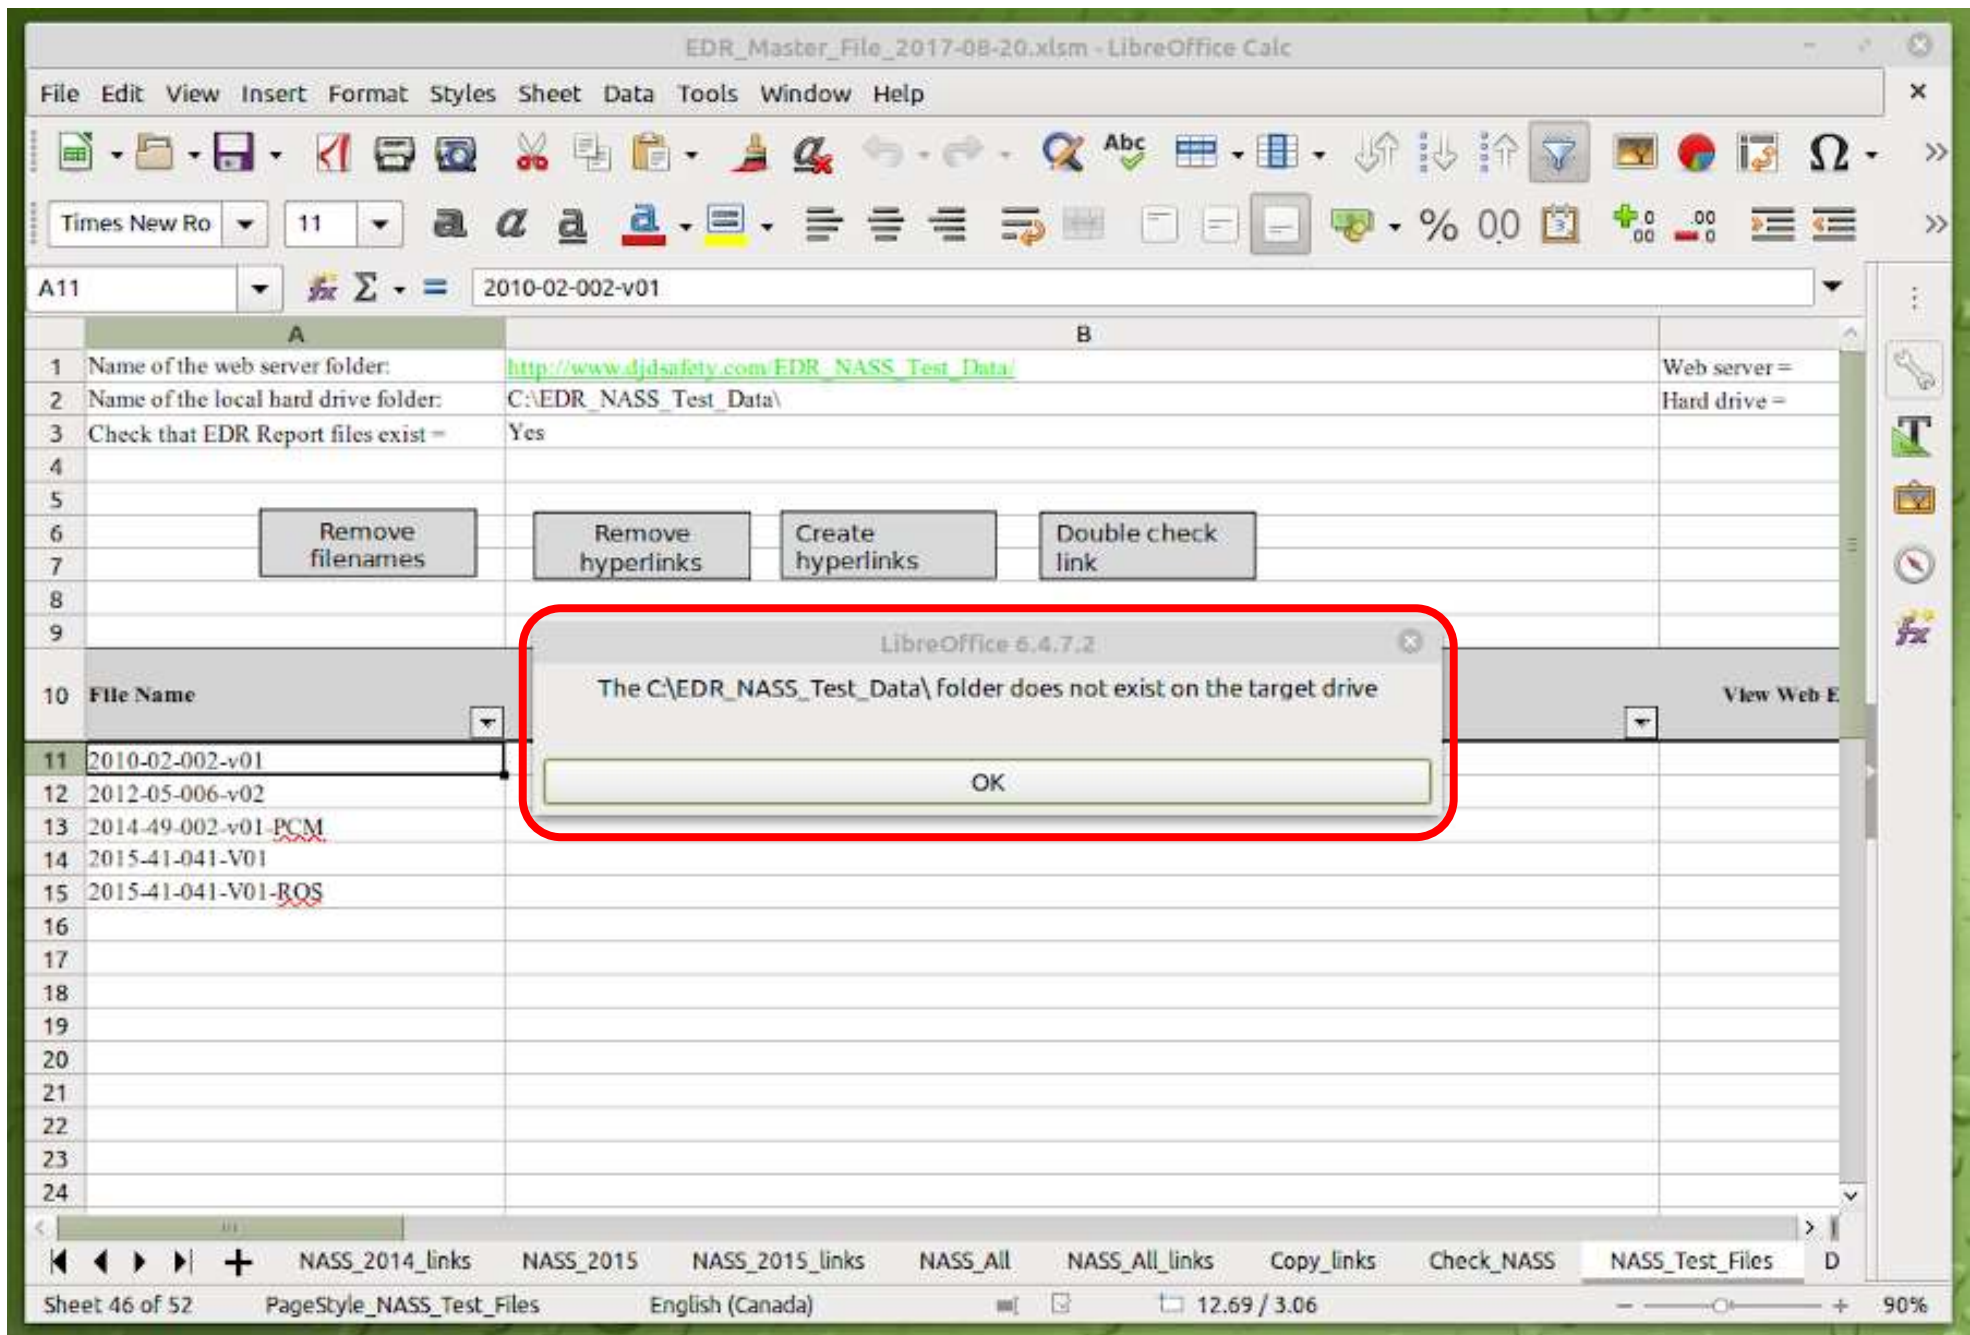 EDR_Master_File_2017-08-20.xlsm - LibreOffice Calc
File Edit View Insert Format Styles Sheet Data Tools Window Help
Abc
Times New Ro 11 a a a a % 00
A11 2010-02-002-v01
A B
1 Name of the web server folder: http://www.djdsafety.com/EDR_NASS_Test_Data/ Web server =
2 Name of the local hard drive folder: C:\EDR_NASS_Test_Data\ Hard drive =
3 Check that EDR Report files exist = Yes
4
5
6
7
Remove
filenames
Remove
hyperlinks
Create
hyperlinks
Double check
link
8
9
LibreOffice 6.4.7.2
The C:\EDR_NASS_Test_Data\ folder does not exist on the target drive
OK
10 File Name View Web E
11 2010-02-002-v01
12 2012-05-006-v02
13 2014-49-002-v01-PCM
14 2015-41-041-V01
15 2015-41-041-V01-ROS
16
17
18
19
20
21
22
23
24
NASS_2014_links NASS_2015 NASS_2015_links NASS_All NASS_All_links Copy_links Check_NASS NASS_Test_Files D
Sheet 46 of 52 PageStyle_NASS_Test_Files English (Canada) 12.69 / 3.06 90%